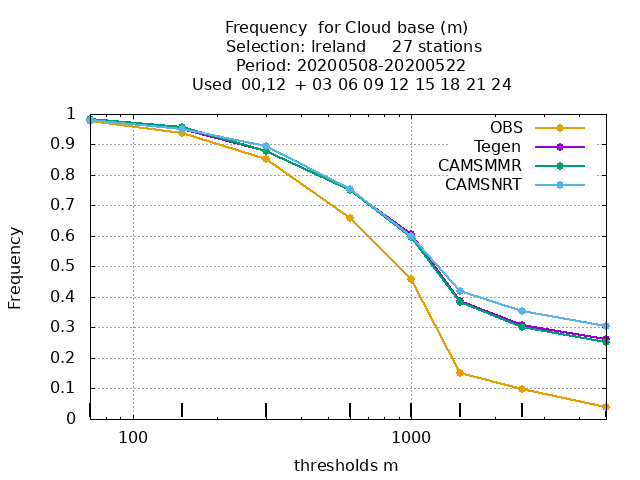 Frequency  for Cloud base (m)
Selection: Ireland     27 stations
Period: 20200508-20200522
Used  00,12  + 03 06 09 12 15 18 21 24
1
0.9
0.8
0.7
0.6
0.5
0.4
0.3
0.2
0.1
0
Frequency
OBS
Tegen
CAMSMMR
CAMSNRT
100
1000
thresholds m